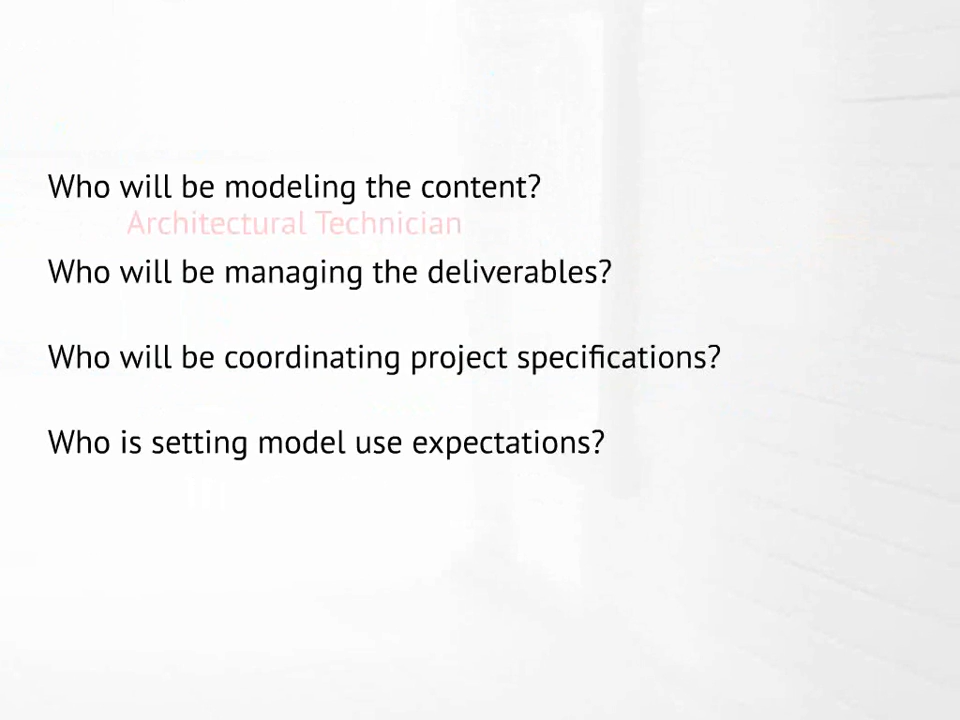 Who will be modeling the content?
Architectural Technician
Who will be managing the deliverables?
Who will be coordinating project specifications?
Who is setting model use expectations?